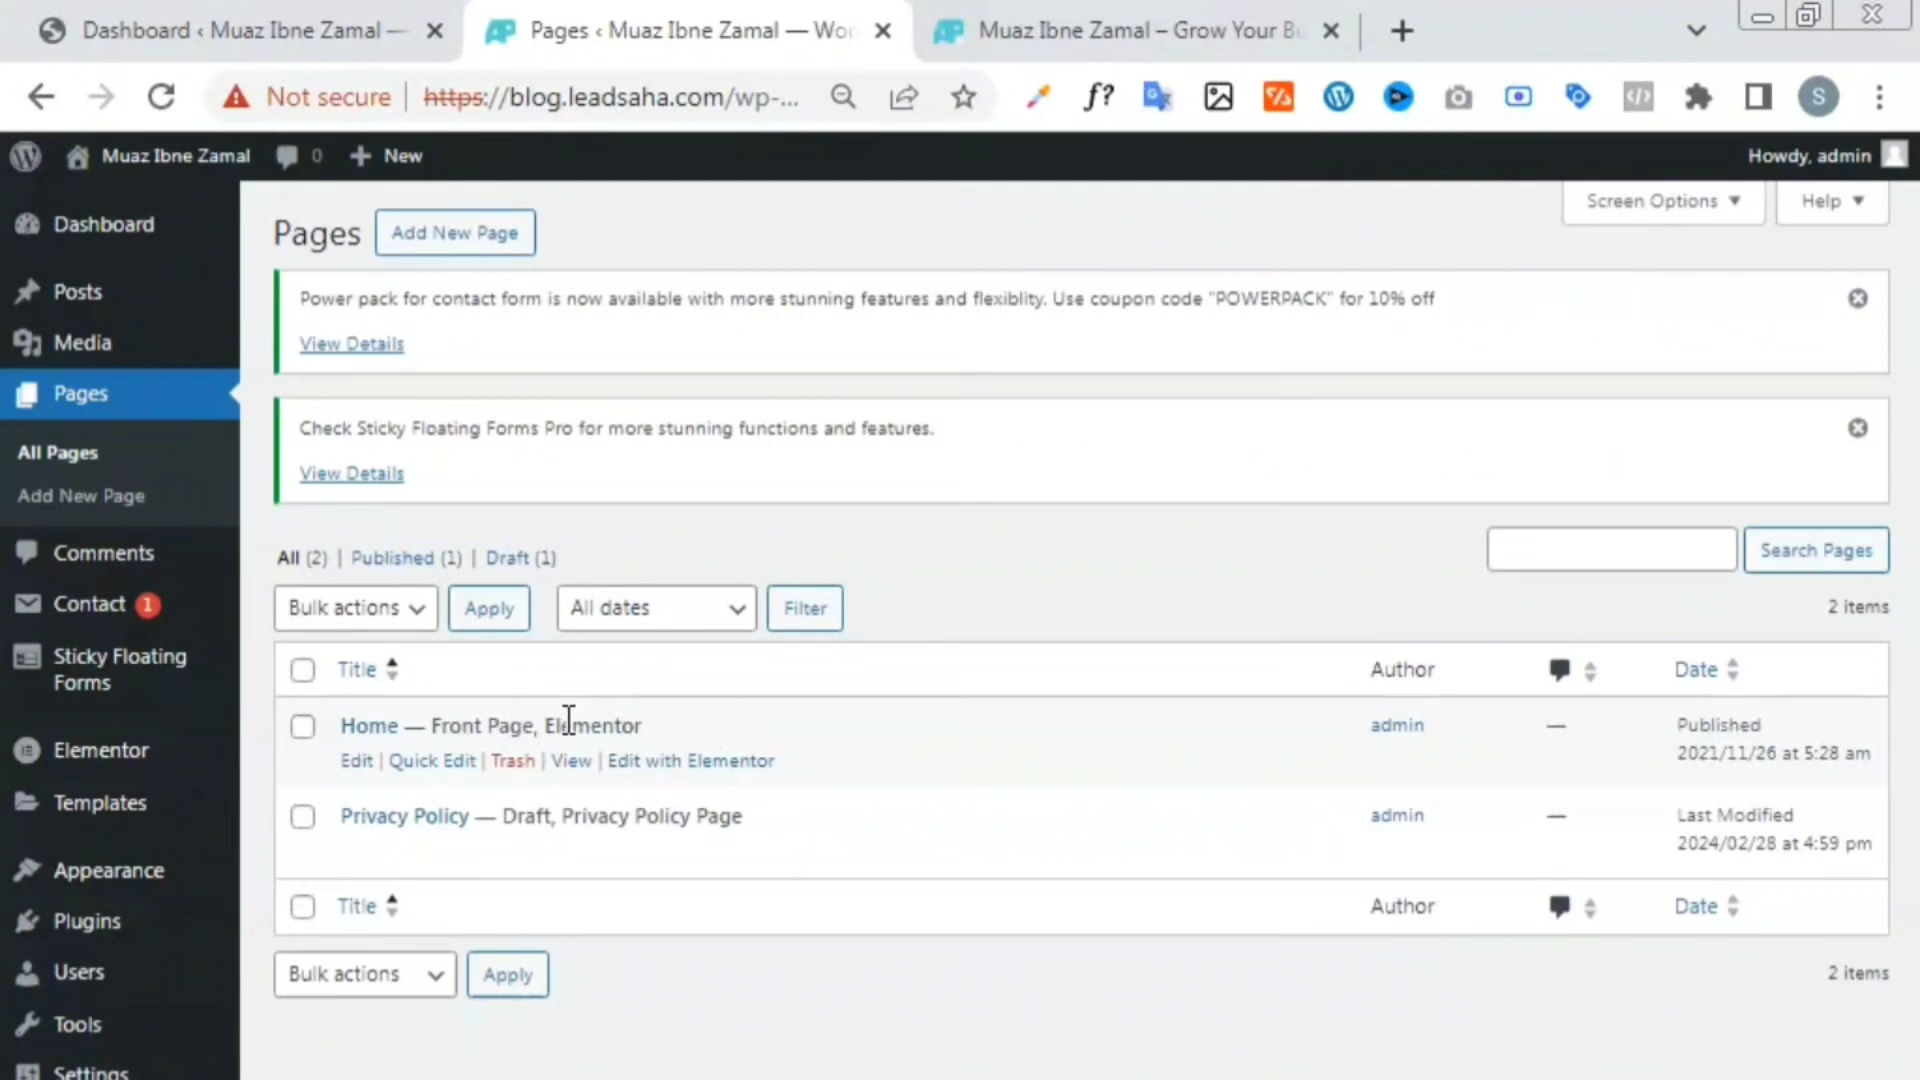 Dashboard ‹ Muaz Ibne Zamal —
Pages ‹ Muaz Ibne Zamal — Wor
Muaz Ibne Zamal – Grow Your Bu
Not secure
https://blog.leadsaha.com/wp-...
f?
S
Muaz Ibne Zamal
0
+ New
Howdy, admin
Dashboard
Posts
Media
Pages
All Pages
Add New Page
Comments
Contact 1
Sticky Floating
Forms
Elementor
Templates
Appearance
Plugins
Users
Tools
Settings
Screen Options ▼
Help ▼
Pages
Add New Page
Power pack for contact form is now available with more stunning features and flexiblity. Use coupon code "POWERPACK" for 10% off
View Details
Check Sticky Floating Forms Pro for more stunning functions and features.
View Details
All (2) | Published (1) | Draft (1)
Search Pages
Bulk actions
Apply
All dates
Filter
2 items
Title
Author
Date
Home — Front Page, Elementor
admin
—
Published
2021/11/26 at 5:28 am
Edit | Quick Edit | Trash | View | Edit with Elementor
Privacy Policy — Draft, Privacy Policy Page
admin
—
Last Modified
2024/02/28 at 4:59 pm
Title
Author
Date
Bulk actions
Apply
2 items